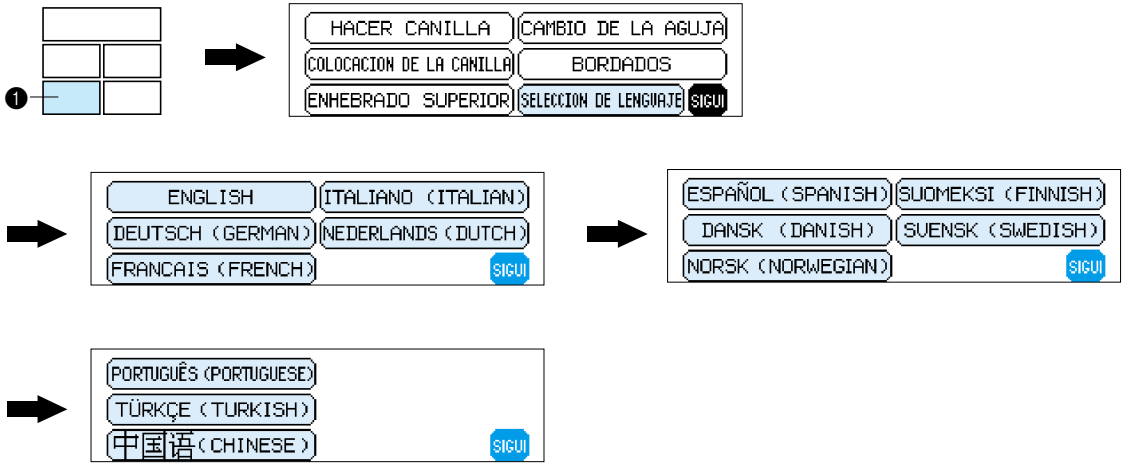 HACER CANILLA CAMBIO DE LA AGUJA
COLOCACION DE LA CANILLA BORDADOS
❶ ENHEBRADO SUPERIOR SELECCION DE LENGUAJE SIGUI
ENGLISH ITALIANO (ITALIAN)
DEUTSCH (GERMAN) NEDERLANDS (DUTCH)
FRANCAIS (FRENCH) SIGUI
ESPAÑOL (SPANISH) SUOMEKSI (FINNISH)
DANSK (DANISH) SVENSK (SWEDISH)
NORSK (NORWEGIAN) SIGUI
PORTUGUÊS (PORTUGUESE)
TÜRKÇE (TURKISH)
中国语 (CHINESE) SIGUI